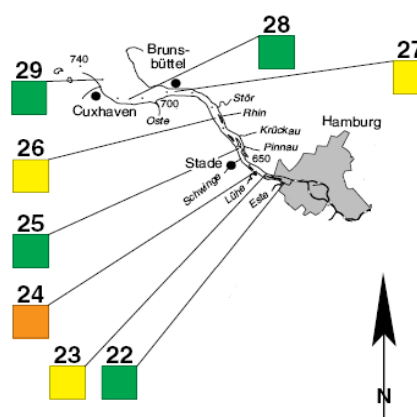 28
27
740
Bruns-
büttel
29
700
Cuxhaven
Oste
Stör
Rhin
Hamburg
Krückau
Pinnau
26
650
Stade
Schwinge
Lühe
Este
25
24
23
22
N